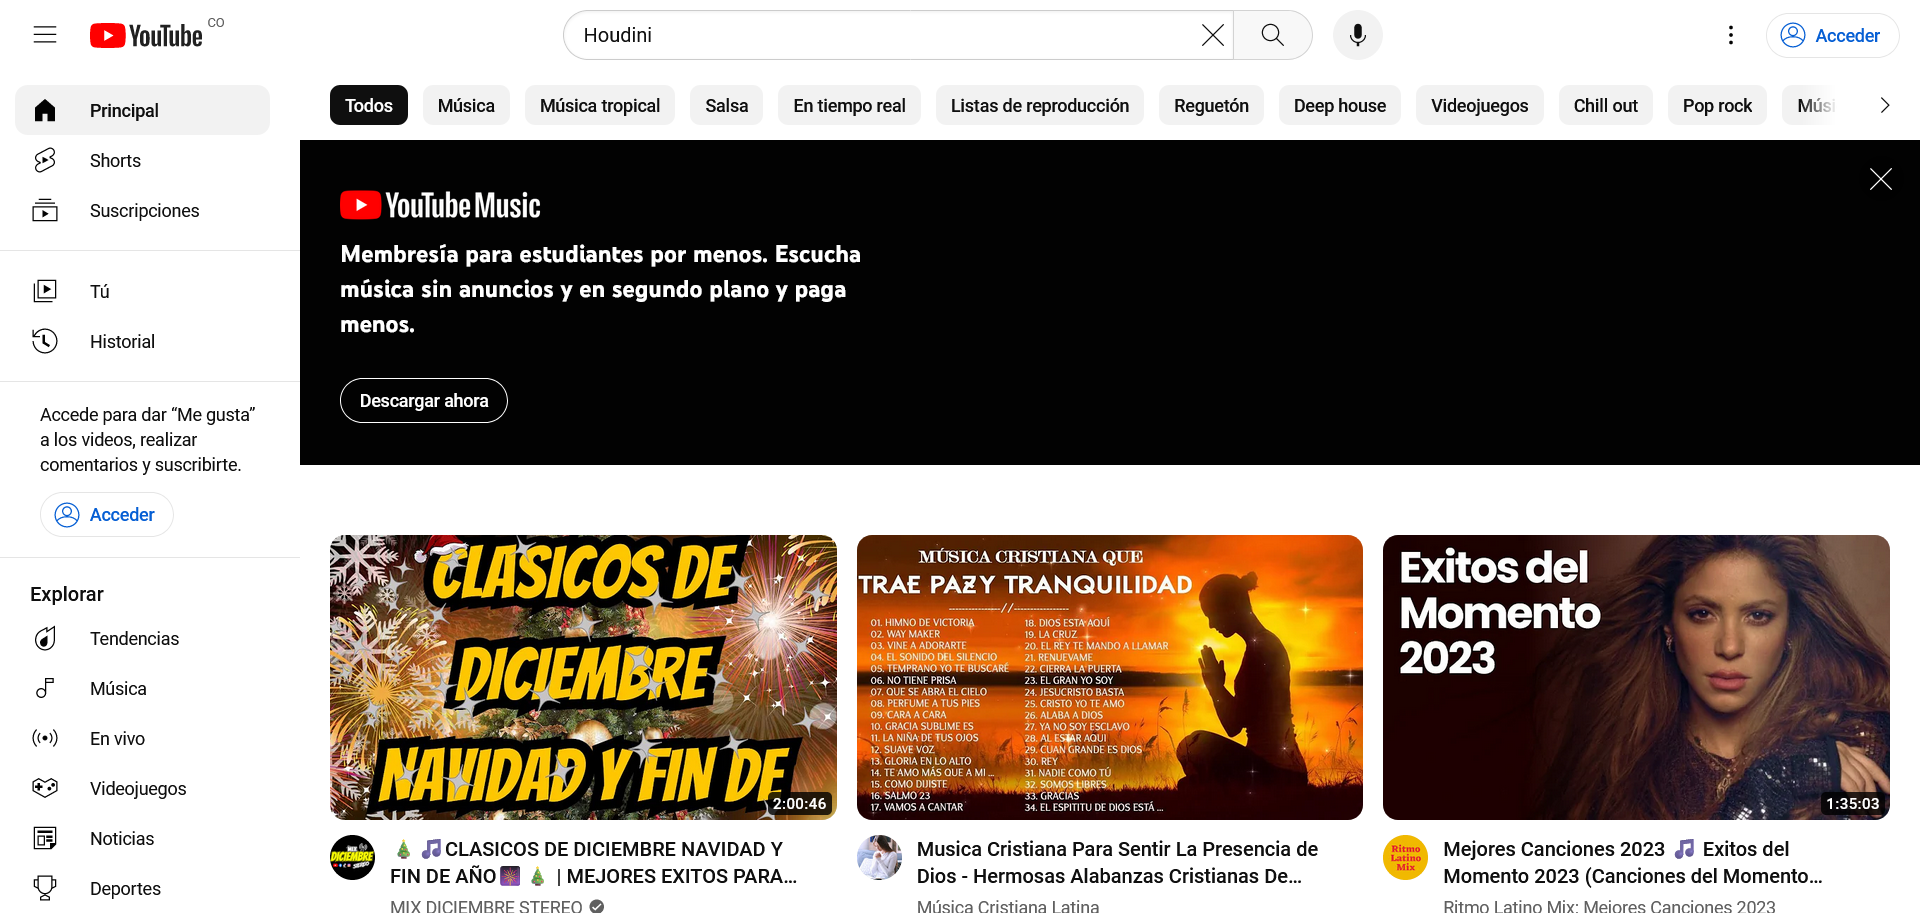 YouTube CO
Houdini
Acceder
Principal
Shorts
Suscripciones
Tú
Historial
Accede para dar “Me gusta”
a los videos, realizar
comentarios y suscribirte.
Acceder
Explorar
Tendencias
Música
En vivo
Videojuegos
Noticias
Deportes
Todos
Música
Música tropical
Salsa
En tiempo real
Listas de reproducción
Reguetón
Deep house
Videojuegos
Chill out
Pop rock
Músi
YouTube Music
Membresía para estudiantes por menos. Escucha
música sin anuncios y en segundo plano y paga
menos.
Descargar ahora
CLASICOS DE
DICIEMBRE
NAVIDAD Y FIN DE
2:00:46
🎄 🎵CLASICOS DE DICIEMBRE NAVIDAD Y
FIN DE AÑO🎆 🎄 | MEJORES EXITOS PARA...
MIX DICIEMBRE STEREO
MÚSICA CRISTIANA QUE
TRAE PAZ Y TRANQUILIDAD
----------------//----------------
01. HIMNO DE VICTORIA
02. WAY MAKER
03. VINE A ADORARTE
04. EL SONIDO DEL SILENCIO
05. TEMPRANO YO TE BUSCARÉ
06. NO TIENE PRISA
07. QUE SE ABRA EL CIELO
08. PERFUME A TUS PIES
09. CARA A CARA
10. GRACIA SUBLIME ES
11. LA NIÑA DE TUS OJOS
12. SUAVE VOZ
13. GLORIA EN LO ALTO
14. TE AMO MÁS QUE A MI ...
15. COMO DIJISTE
16. SALMO 23
17. VAMOS A CANTAR
18. DIOS ESTA AQUÍ
19. LA CRUZ
20. EL REY TE MANDO A LLAMAR
21. RENUEVAME
22. CIERRA LA PUERTA
23. EL GRAN YO SOY
24. JESUCRISTO BASTA
25. CRISTO YO TE AMO
26. ALABA A DIOS
27. YA NO SOY ESCLAVO
28. AL ESTAR AQUI
29. CUAN GRANDE ES DIOS
30. REY
31. NADIE COMO TÚ
32. SOMOS LIBRES
33. GRACIAS
34. EL ESPITITU DE DIOS ESTÁ ...
Musica Cristiana Para Sentir La Presencia de
Dios - Hermosas Alabanzas Cristianas De...
Música Cristiana Latina
Exitos del
Momento
2023
1:35:03
Ritmo
Latino
Mix
Mejores Canciones 2023 🎵 Exitos del
Momento 2023 (Canciones del Momento...
Ritmo Latino Mix: Mejores Canciones 2023